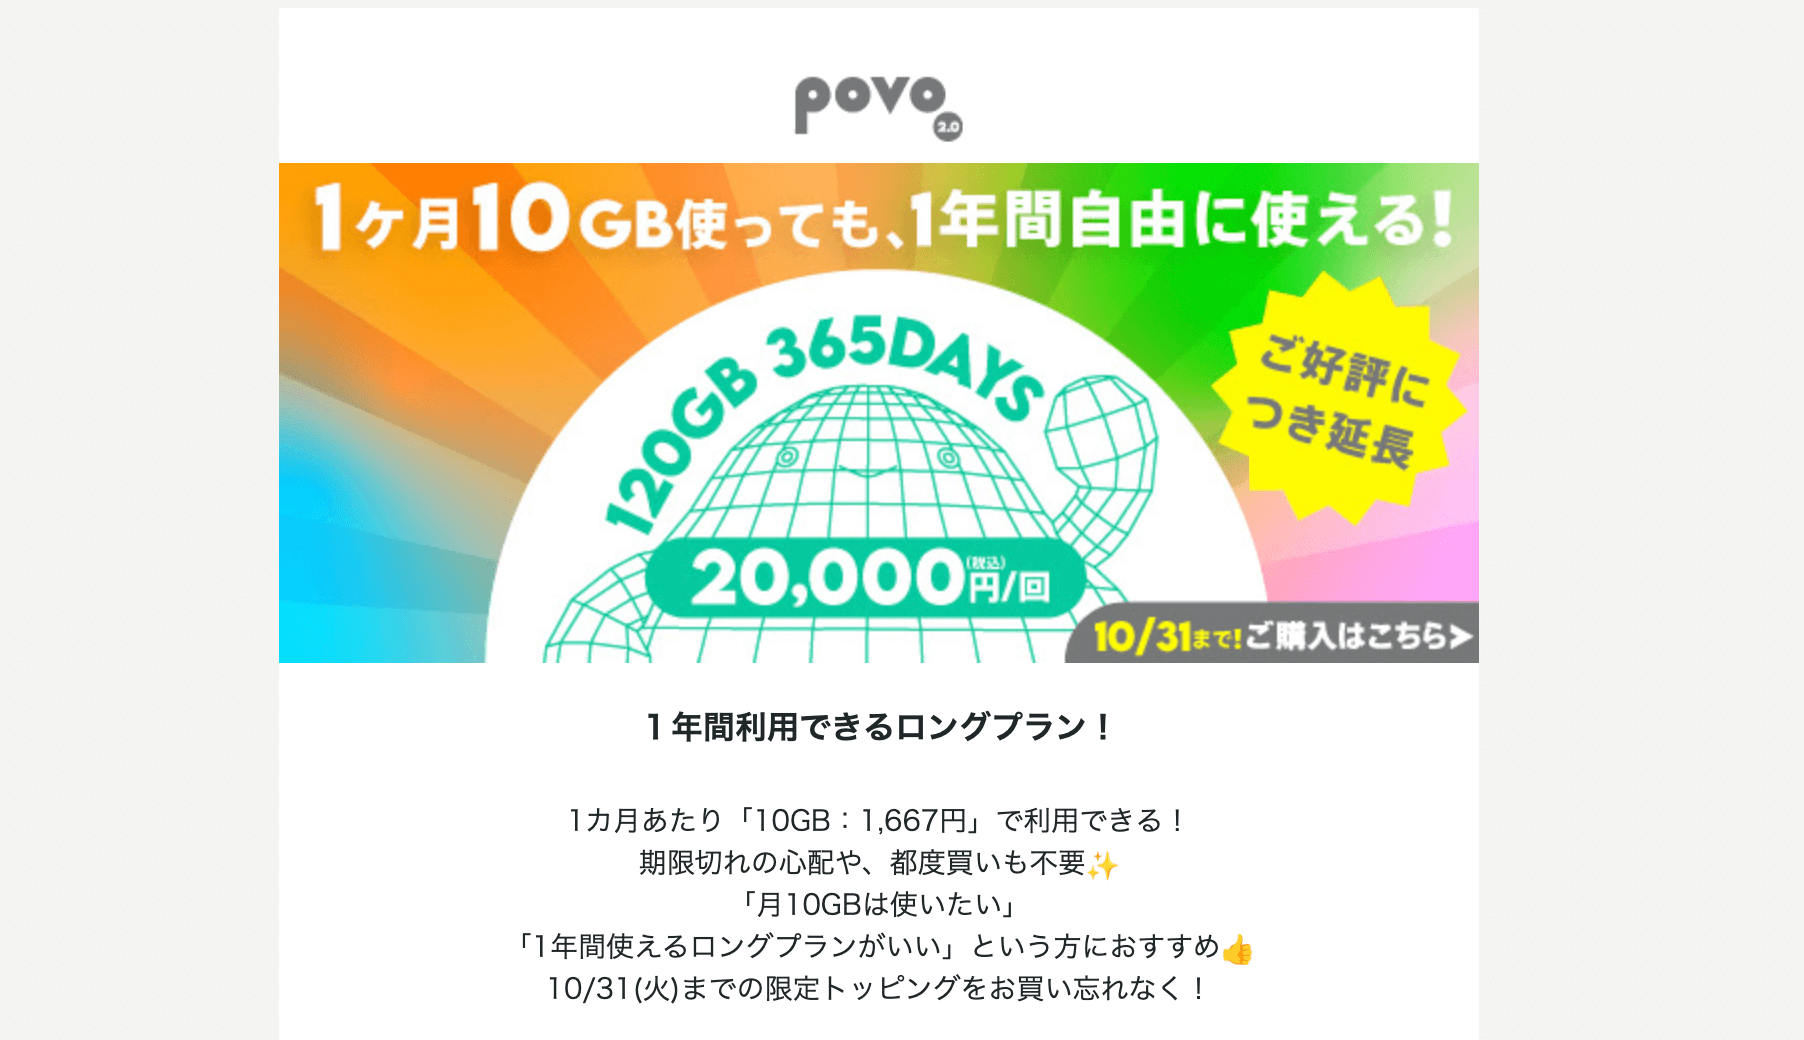 povo
2.0
1ヶ月10GB使っても、1年間自由に使える!
120GB 365DAYS
ご好評に
つき延長
20,000円/回
(税込)
10/31まで!ご購入はこちら>
１年間利用できるロングプラン！
1カ月あたり「10GB：1,667円」で利用できる！
期限切れの心配や、都度買いも不要✨
「月10GBは使いたい」
「1年間使えるロングプランがいい」という方におすすめ👍
10/31(火)までの限定トッピングをお買い忘れなく！